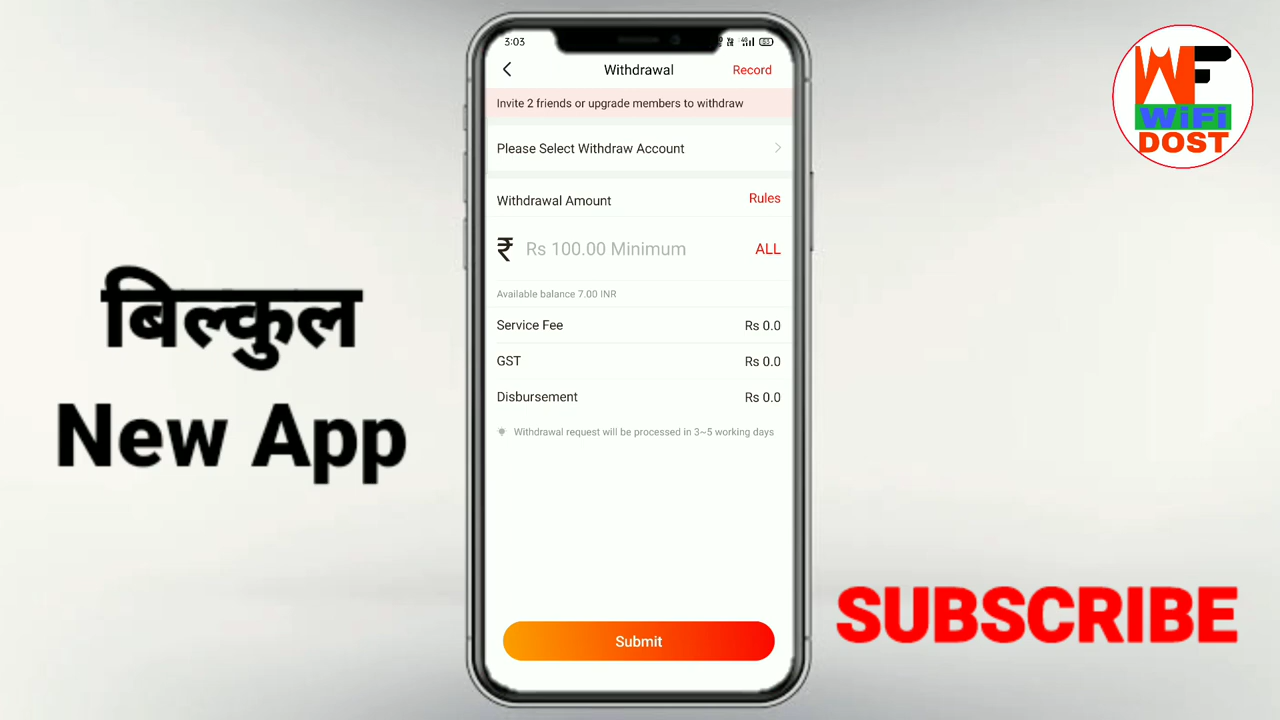 3:03
Withdrawal
Record
Invite 2 friends or upgrade members to withdraw
Please Select Withdraw Account
Withdrawal Amount
Rules
₹ Rs 100.00 Minimum
ALL
Available balance 7.00 INR
Service Fee
Rs 0.0
GST
Rs 0.0
Disbursement
Rs 0.0
Withdrawal request will be processed in 3~5 working days
Submit
बिल्कुल
New App
WF
WiFi
DOST
SUBSCRIBE